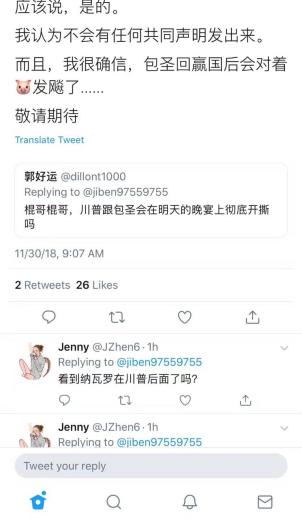 应该说，是的。
我认为不会有任何共同声明发出来。
而且，我很确信，包圣回赢国后会对着
🐷发飚了......
敬请期待
Translate Tweet
郭好运 @dillont1000
Replying to @jiben97559755
棍哥棍哥，川普跟包圣会在明天的晚宴上彻底开撕
吗
11/30/18, 9:07 AM
2 Retweets 26 Likes
Jenny @JZhen6 · 1h
Replying to @jiben97559755
看到纳瓦罗在川普后面了吗？
Jenny @JZhen6 · 1h
Replying to @jiben97559755
Tweet your reply